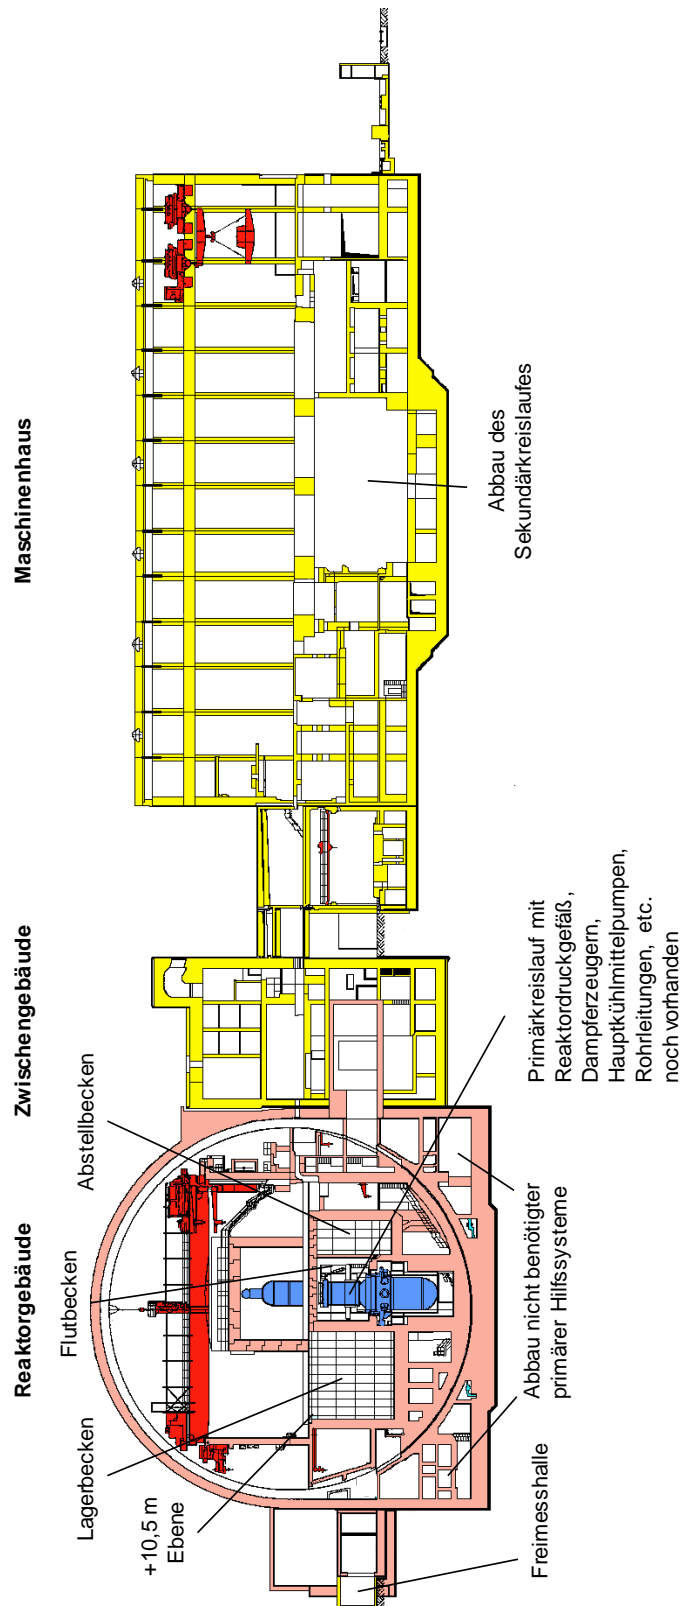 Reaktorgebäude
Zwischengebäude
Maschinenhaus
Lagerbecken
Flutbecken
Abstellbecken
+10,5 m
Ebene
Freimesshalle
Abbau nicht benötigter
primärer Hilfssysteme
Primärkreislauf mit
Reaktordruckgefäß,
Dampferzeugern,
Hauptkühlmittelpumpen,
Rohrleitungen, etc.
noch vorhanden
Abbau des
Sekundärkreislaufes